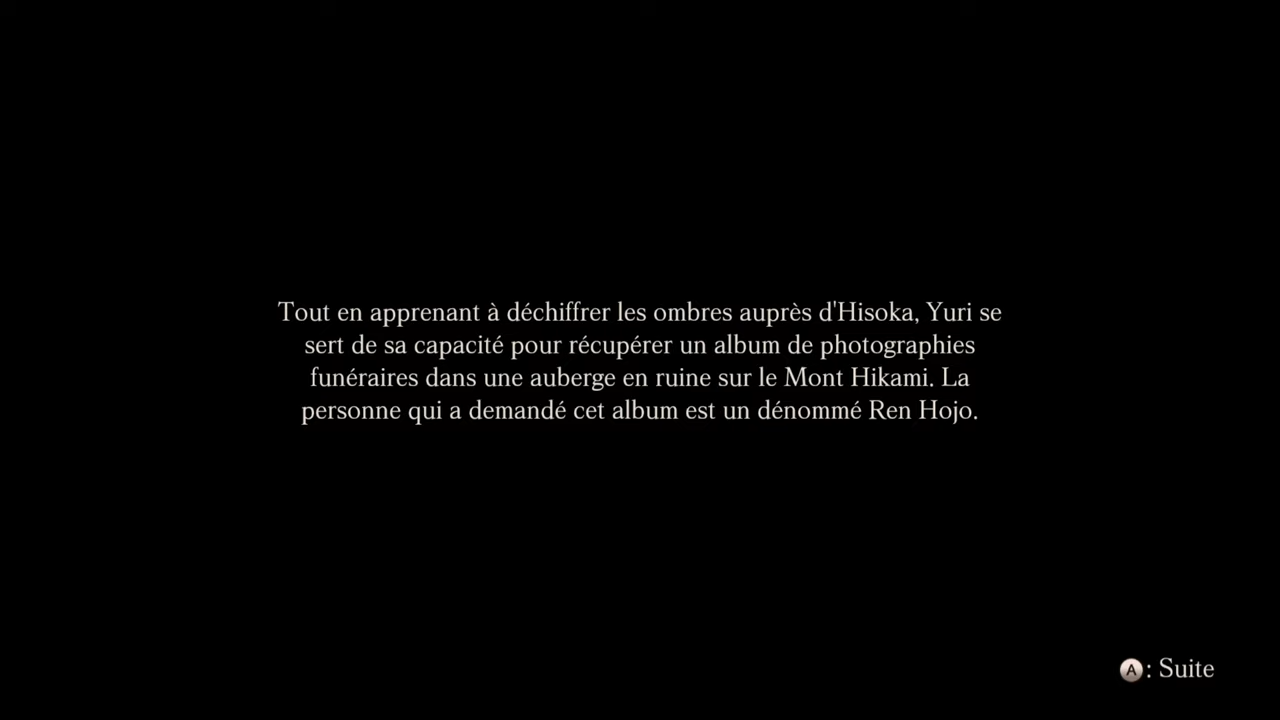 Tout en apprenant à déchiffrer les ombres auprès d'Hisoka, Yuri se
sert de sa capacité pour récupérer un album de photographies
funéraires dans une auberge en ruine sur le Mont Hikami. La
personne qui a demandé cet album est un dénommé Ren Hojo.
A: Suite